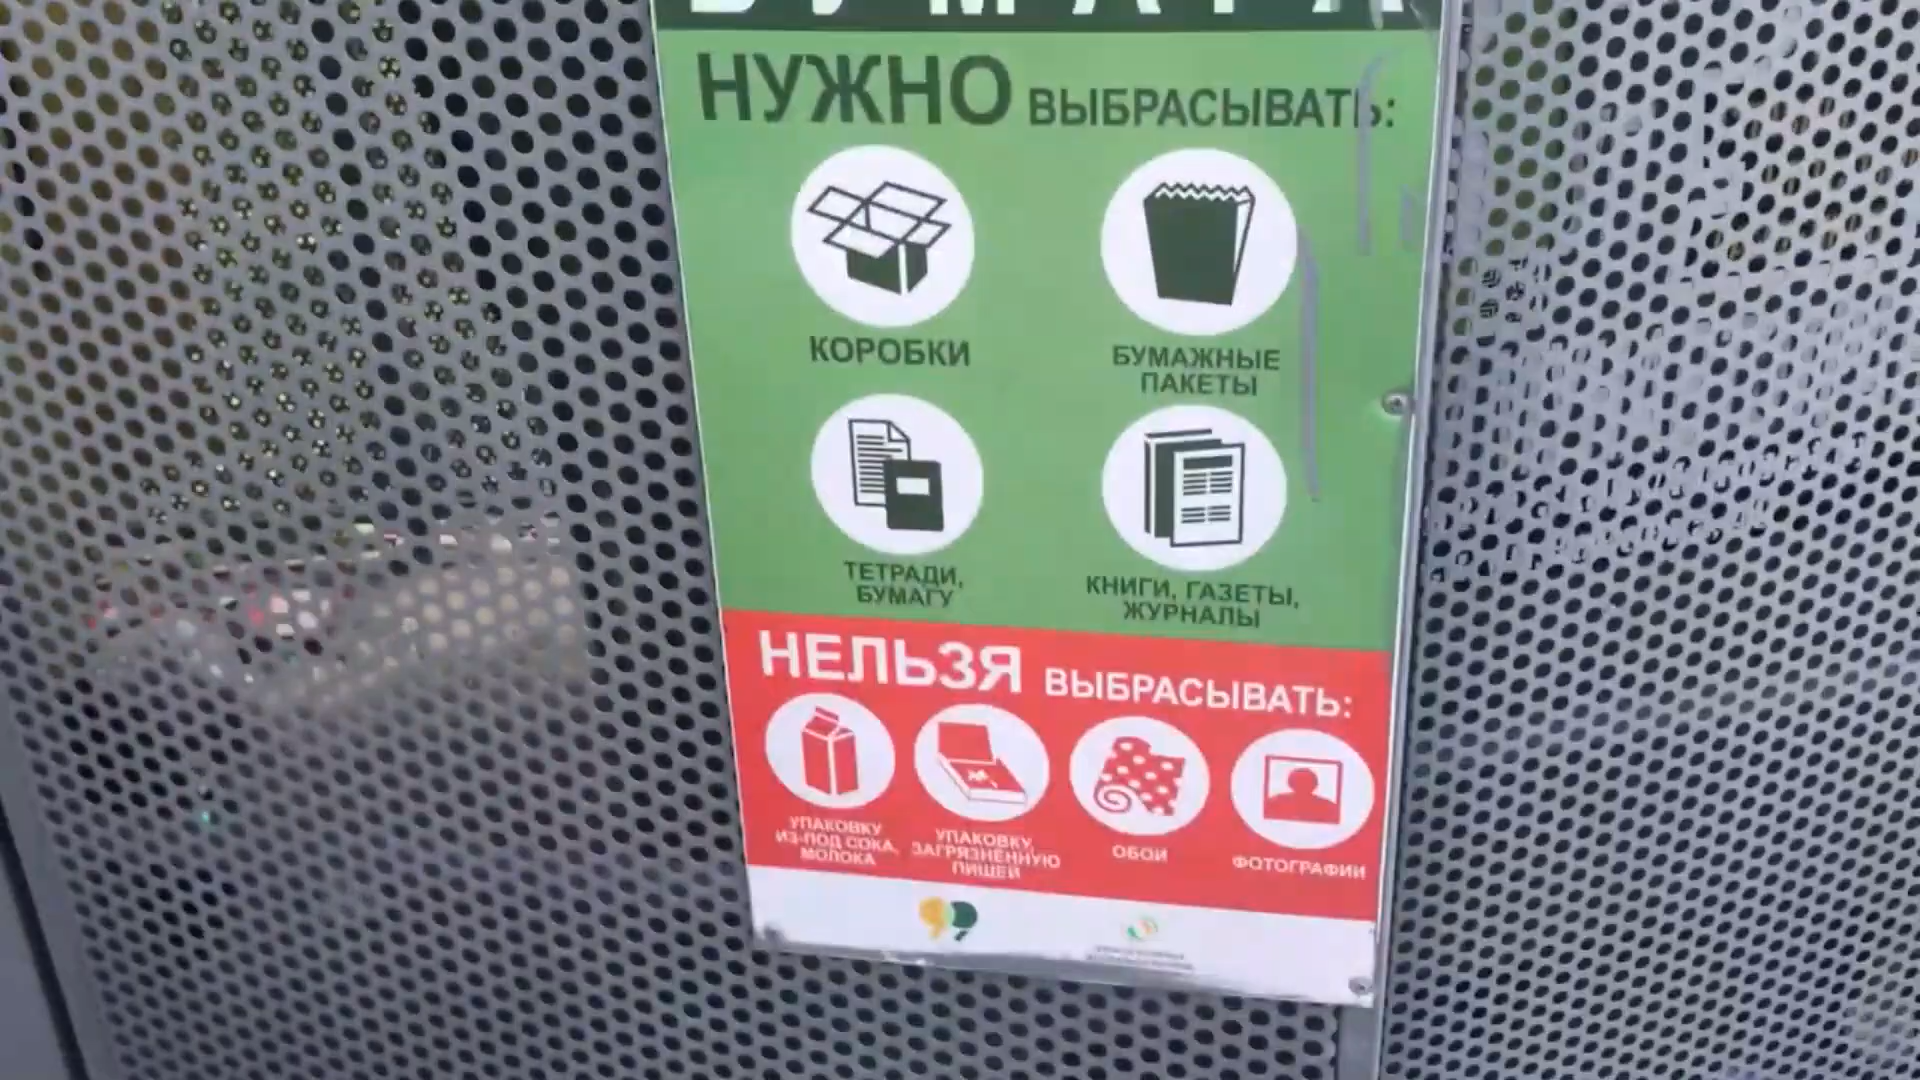 БУМАГА
НУЖНО ВЫБРАСЫВАТЬ:
КОРОБКИ
БУМАЖНЫЕ
ПАКЕТЫ
ТЕТРАДИ,
БУМАГУ
КНИГИ, ГАЗЕТЫ,
ЖУРНАЛЫ
НЕЛЬЗЯ ВЫБРАСЫВАТЬ:
УПАКОВКУ
ИЗ-ПОД СОКА,
МОЛОКА
УПАКОВКУ,
ЗАГРЯЗНЁННУЮ
ПИЩЕЙ
ОБОИ
ФОТОГРАФИИ